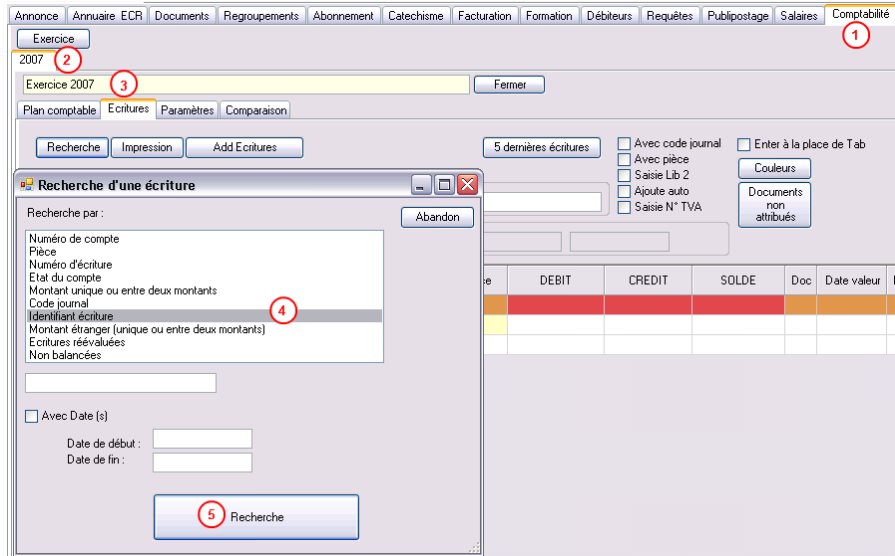 Annonce Annuaire ECR Documents Regroupements Abonnement Catechisme Facturation Formation Débiteurs Requêtes Publipostage Salaires Comptabilité
1
Exercice
2007 2
Exercice 2007 3 Fermer
Plan comptable Ecritures Paramètres Comparaison
Recherche Impression Add Ecritures 5 dernières écritures
Avec code journal
Avec pièce
Saisie Lib 2
Ajoute auto
Saisie N° TVA
Enter à la place de Tab
Couleurs
Documents
non
attribués
Recherche d'une écriture
Recherche par :
Abandon
Numéro de compte
Pièce
Numéro d'écriture
Etat du compte
Montant unique ou entre deux montants
Code journal
Identifiant écriture 4
Montant étranger (unique ou entre deux montants)
Ecritures réévaluées
Non balancées
DEBIT CREDIT SOLDE Doc Date valeur
Avec Date (s)
Date de début :
Date de fin :
5 Recherche